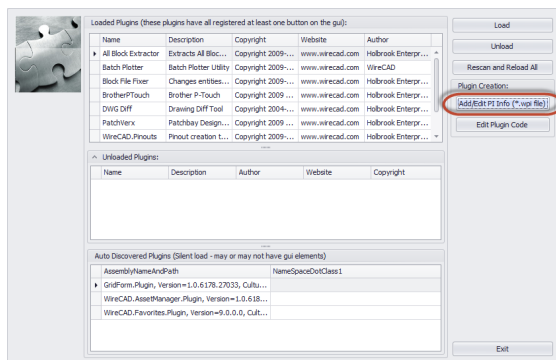 Loaded Plugins (these plugins have all registered at least one button on the gui):
Name Description Copyright Website Author
All Block Extractor Extracts All Bloc... Copyright 2009-... www.wirecad.com Holbrook Enterpr...
Batch Plotter Batch Plotter Utility Copyright 2009-... www.wirecad.com WireCAD
Block File Fixer Changes entities... Copyright 2009 ... www.wirecad.com Holbrook Enterpr...
BrotherPTouch Brother P-Touch Copyright 2009 ... www.wirecad.com Holbrook Enterpr...
DWG Diff Drawing Diff Tool Copyright 2004-... www.wirecad.com Holbrook Enterpr...
PatchVerx Patchbay Design... Copyright 2009 ... www.wirecad.com Holbrook Enterpr...
WireCAD.Pinouts Pinout creation t... Copyright 2009-... www.wirecad.com Holbrook Enterpr...
Unloaded Plugins:
Name Description Author Website Copyright
Auto Discovered Plugins (Silent load - may or may not have gui elements)
AssemblyNameAndPath NameSpaceDotClass1
GridForm.Plugin, Version=1.0.6178.27033, Cultu...
WireCAD.AssetManager.Plugin, Version=1.0.618...
WireCAD.Favorites.Plugin, Version=9.0.0.0, Cult...
Load
Unload
Rescan and Reload All
Plugin Creation:
Add/Edit PI Info (*.wpi file)
Edit Plugin Code
Exit